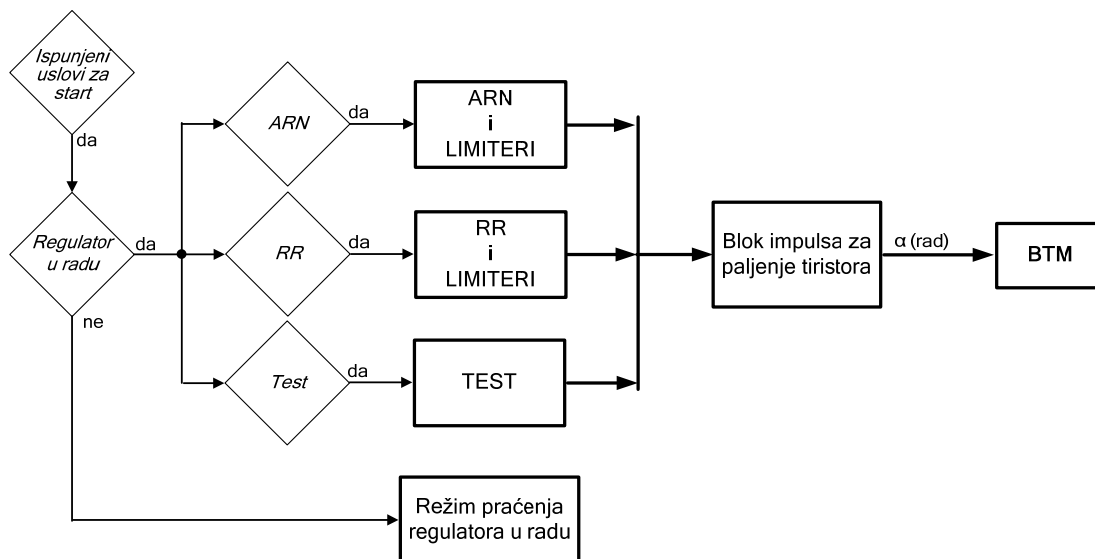 Ispunjeni
uslovi za
start
da
Regulator
u radu
da
ne
ARN
da
ARN
i
LIMITERI
RR
da
RR
i
LIMITERI
Test
da
TEST
Blok impulsa za
paljenje tiristora
α (rad)
BTM
Režim praćenja
regulatora u radu